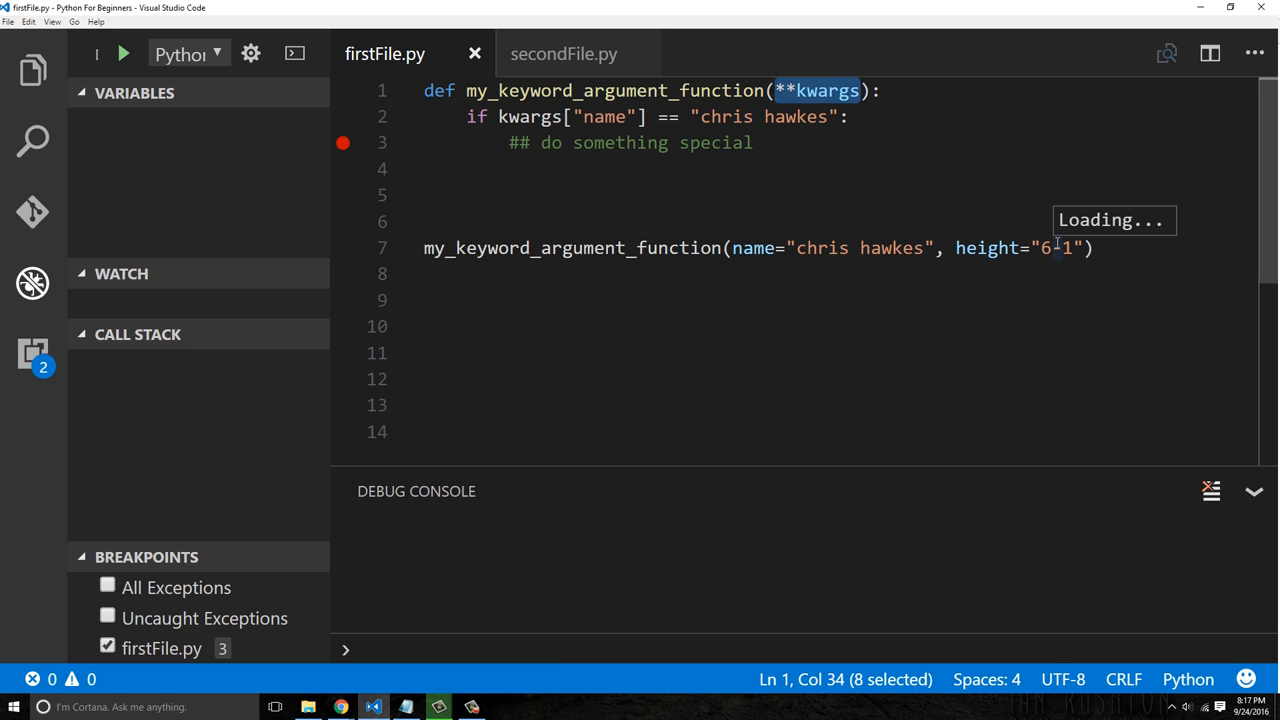 firstFile.py - Python For Beginners - Visual Studio Code
File Edit View Go Help
Python
firstFile.py
secondFile.py
VARIABLES
WATCH
CALL STACK
2
BREAKPOINTS
All Exceptions
Uncaught Exceptions
firstFile.py 3
1 def my_keyword_argument_function(**kwargs):
2 if kwargs["name"] == "chris hawkes":
3 ## do something special
4
5
6
Loading...
7 my_keyword_argument_function(name="chris hawkes", height="6-1")
8
9
10
11
12
13
14
DEBUG CONSOLE
0 0
Ln 1, Col 34 (8 selected) Spaces: 4 UTF-8 CRLF Python
I'm Cortana. Ask me anything.
8:17 PM
9/24/2016